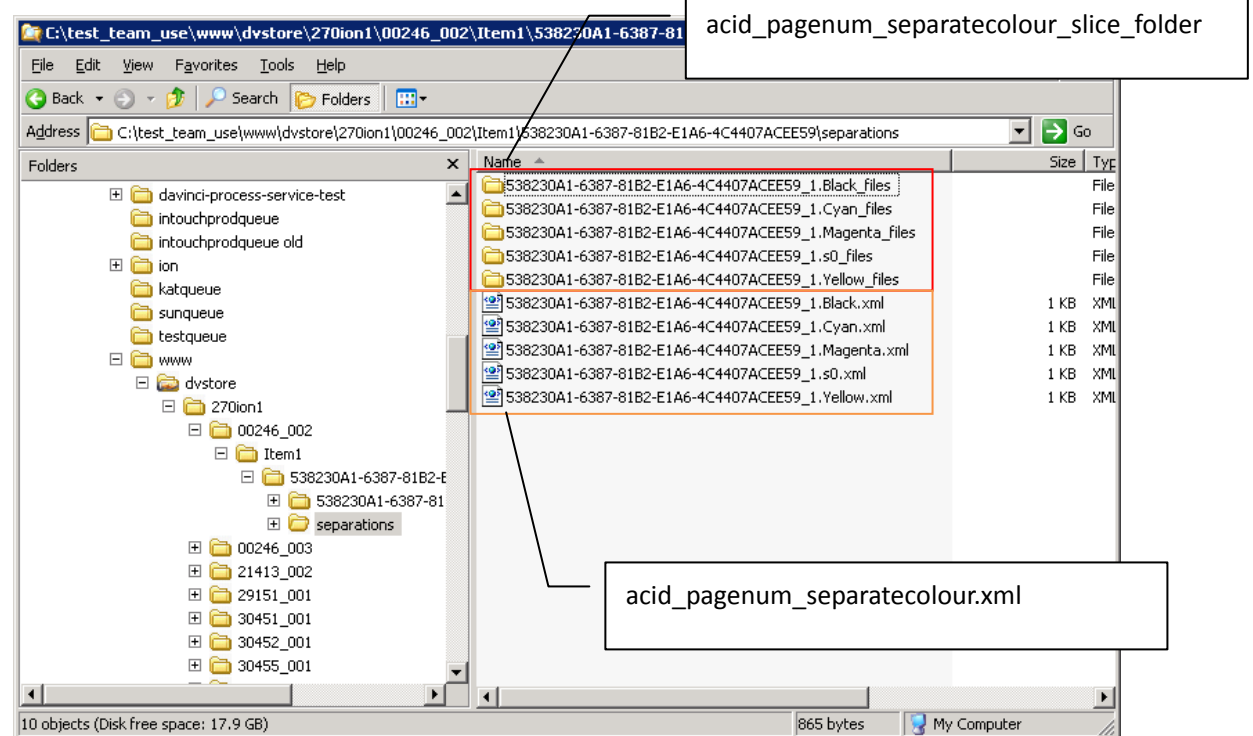 acid_pagenum_separatecolour_slice_folder
C:\test_team_use\www\dvstore\270ion1\00246_002\Item1\538230A1-6387-81
File Edit View Favorites Tools Help
Back Search Folders
Address C:\test_team_use\www\dvstore\270ion1\00246_002\Item1\538230A1-6387-81B2-E1A6-4C4407ACEE59\separations Go
Folders x
Name Size Typ
davinci-process-service-test
intouchprodqueue
intouchprodqueue old
ion
katqueue
sunqueue
testqueue
www
dvstore
270ion1
00246_002
Item1
538230A1-6387-81B2-E
538230A1-6387-81
separations
00246_003
21413_002
29151_001
30451_001
30452_001
30455_001
538230A1-6387-81B2-E1A6-4C4407ACEE59_1.Black_files File
538230A1-6387-81B2-E1A6-4C4407ACEE59_1.Cyan_files File
538230A1-6387-81B2-E1A6-4C4407ACEE59_1.Magenta_files File
538230A1-6387-81B2-E1A6-4C4407ACEE59_1.s0_files File
538230A1-6387-81B2-E1A6-4C4407ACEE59_1.Yellow_files File
538230A1-6387-81B2-E1A6-4C4407ACEE59_1.Black.xml 1 KB XML
538230A1-6387-81B2-E1A6-4C4407ACEE59_1.Cyan.xml 1 KB XML
538230A1-6387-81B2-E1A6-4C4407ACEE59_1.Magenta.xml 1 KB XML
538230A1-6387-81B2-E1A6-4C4407ACEE59_1.s0.xml 1 KB XML
538230A1-6387-81B2-E1A6-4C4407ACEE59_1.Yellow.xml 1 KB XML
acid_pagenum_separatecolour.xml
10 objects (Disk free space: 17.9 GB) 865 bytes My Computer